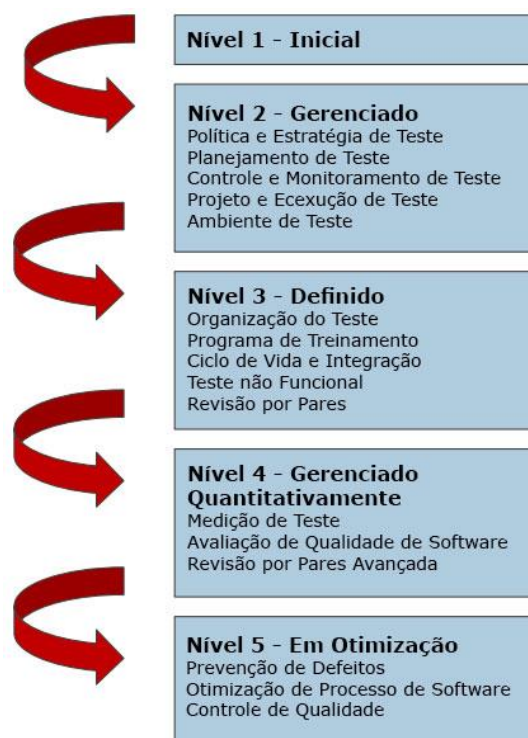 Nível 1 - Inicial
Nível 2 - Gerenciado
Política e Estratégia de Teste
Planejamento de Teste
Controle e Monitoramento de Teste
Projeto e Ecexução de Teste
Ambiente de Teste
Nível 3 - Definido
Organização do Teste
Programa de Treinamento
Ciclo de Vida e Integração
Teste não Funcional
Revisão por Pares
Nível 4 - Gerenciado
Quantitativamente
Medição de Teste
Avaliação de Qualidade de Software
Revisão por Pares Avançada
Nível 5 - Em Otimização
Prevenção de Defeitos
Otimização de Processo de Software
Controle de Qualidade